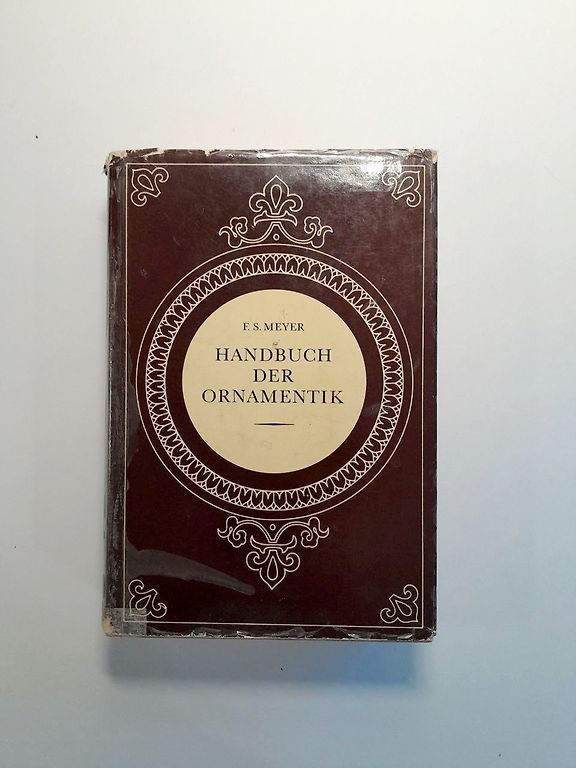 F. S. MEYER
HANDBUCH
DER
ORNAMENTIK